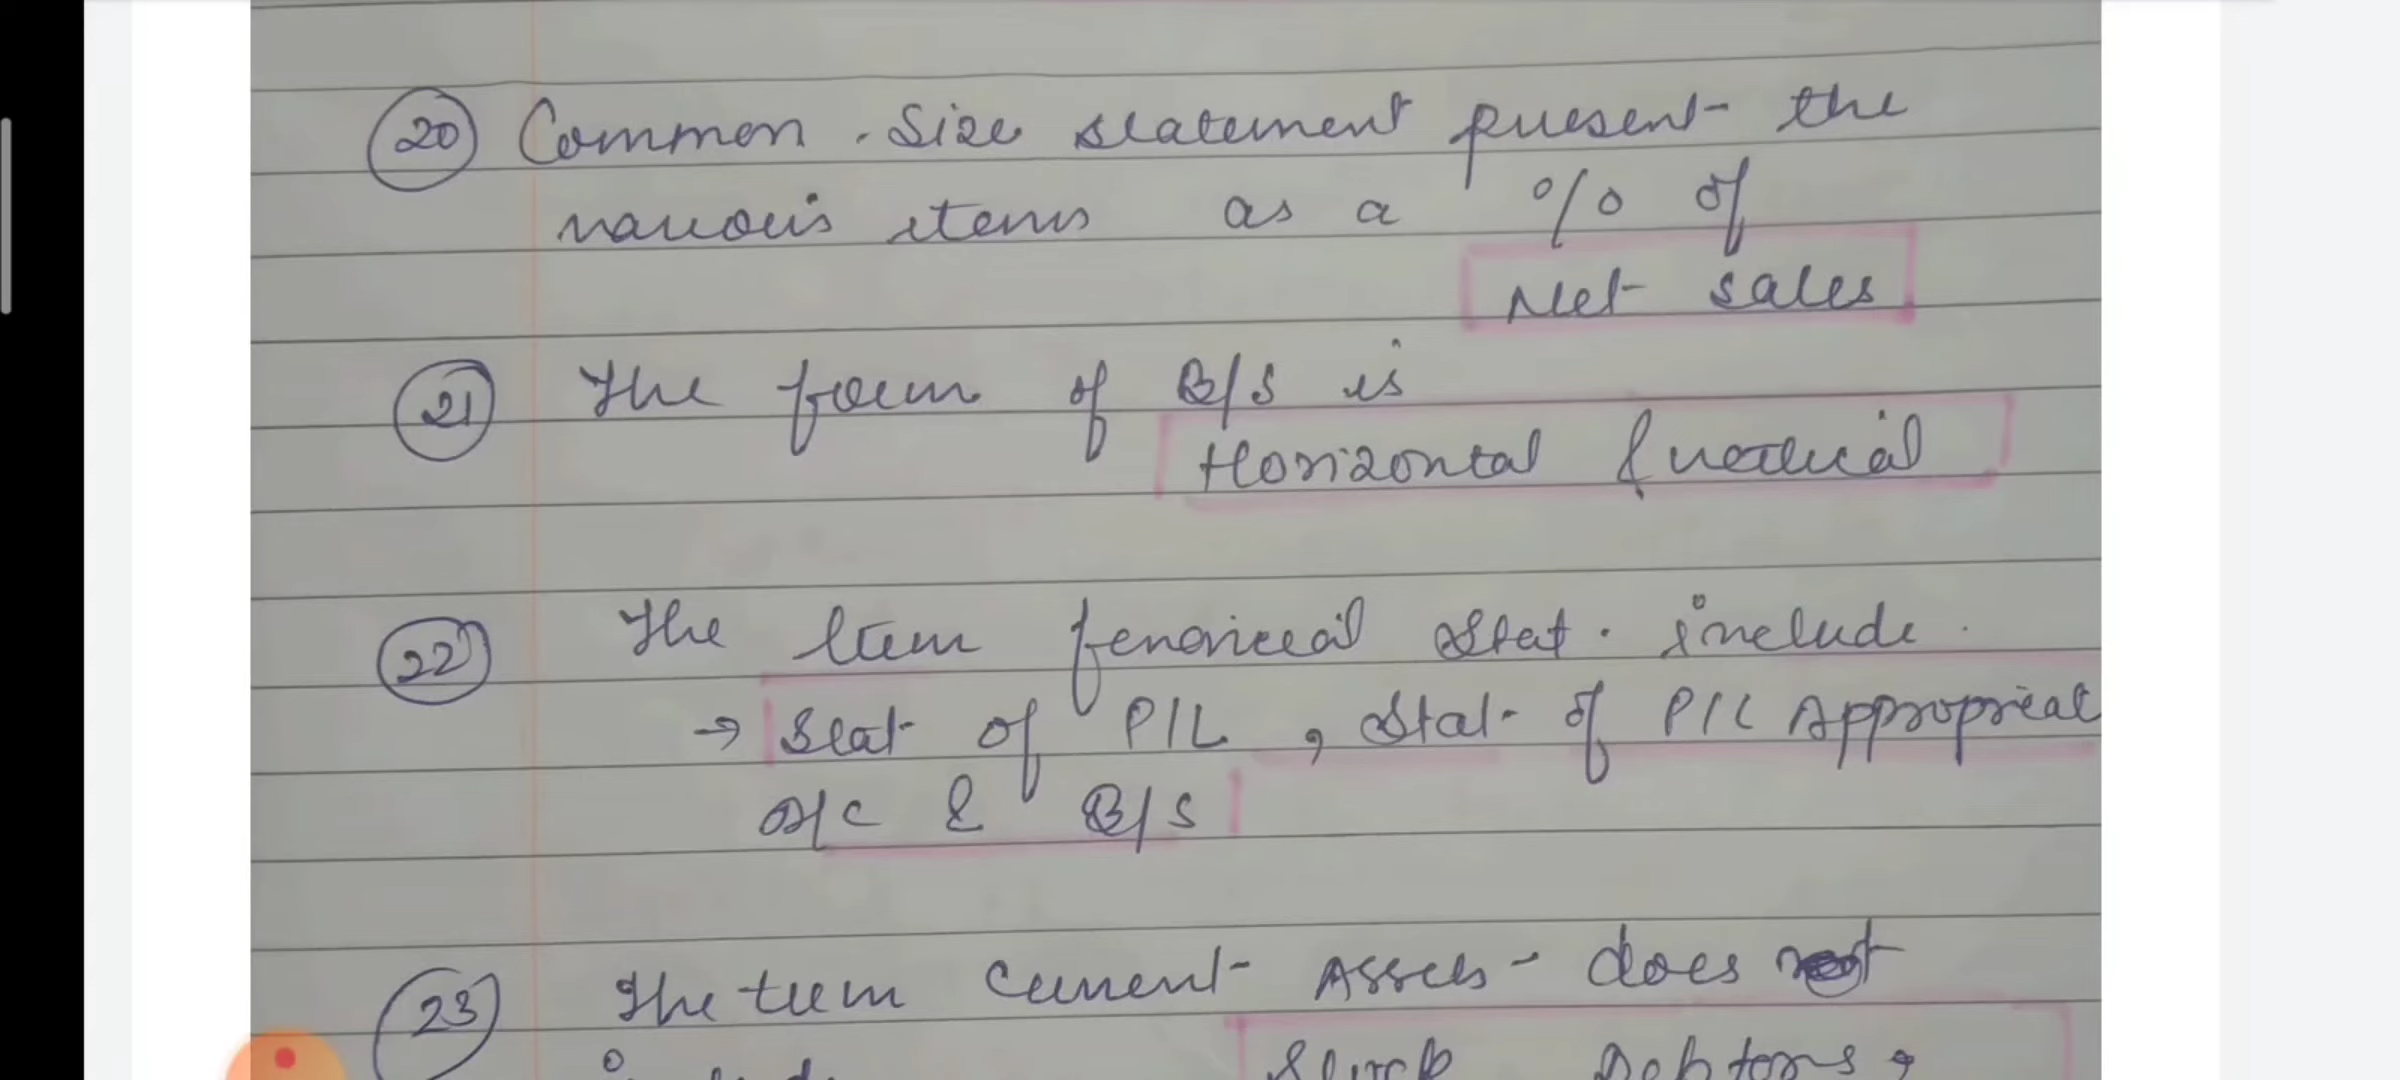 20 Common. Size statement present the
various items as a % of
Net sales
21 The form of B/S is
Horizontal & vertical
22 The term financial Stat. include.
→ Stat of P/L, Stat. of P/L Appropriat
A/c & B/S
23 The term current Assets - does not
Debtors,